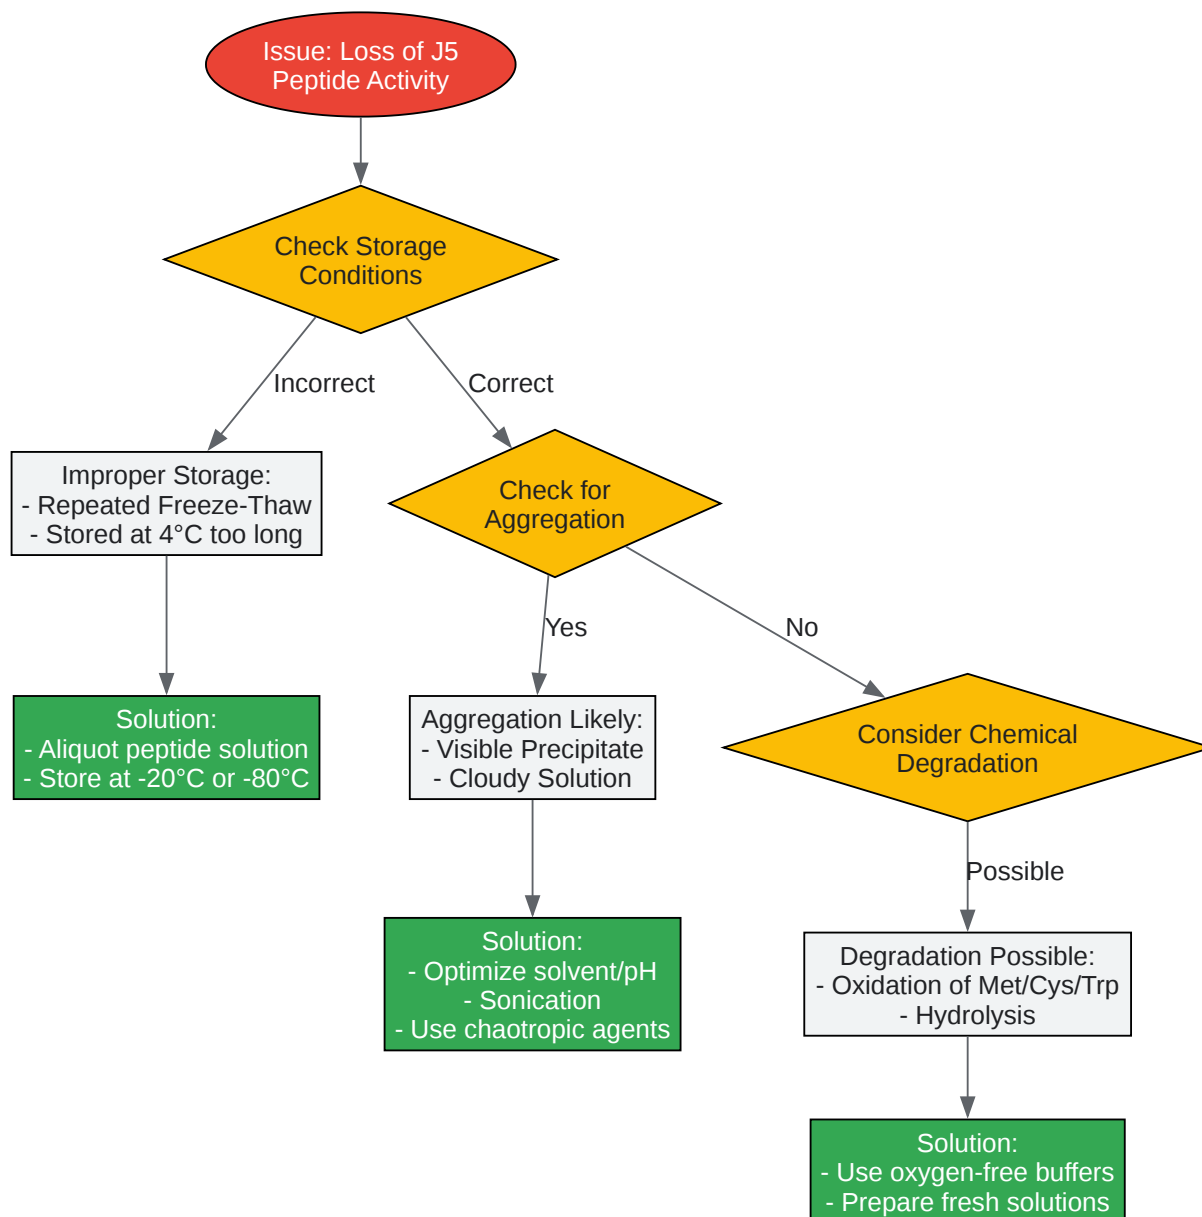 Issue: Loss of J5
Peptide Activity
Check Storage
Conditions
Incorrect
Correct
Improper Storage:
- Repeated Freeze-Thaw
- Stored at 4°C too long
Check for
Aggregation
Yes
No
Solution:
- Aliquot peptide solution
- Store at -20°C or -80°C
Aggregation Likely:
- Visible Precipitate
- Cloudy Solution
Consider Chemical
Degradation
Possible
Solution:
- Optimize solvent/pH
- Sonication
- Use chaotropic agents
Degradation Possible:
- Oxidation of Met/Cys/Trp
- Hydrolysis
Solution:
- Use oxygen-free buffers
- Prepare fresh solutions